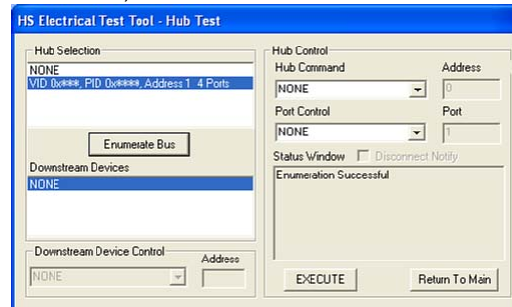 HS Electrical Test Tool - Hub Test
Hub Selection
NONE
VID 0x***, PID 0x****, Address 1 4 Ports
Enumerate Bus
Downstream Devices
NONE
Downstream Device Control
Address
NONE
Hub Control
Hub Command
Address
NONE
0
Port Control
Port
NONE
1
Status Window
Disconnect Notify
Enumeration Successful
EXECUTE
Return To Main